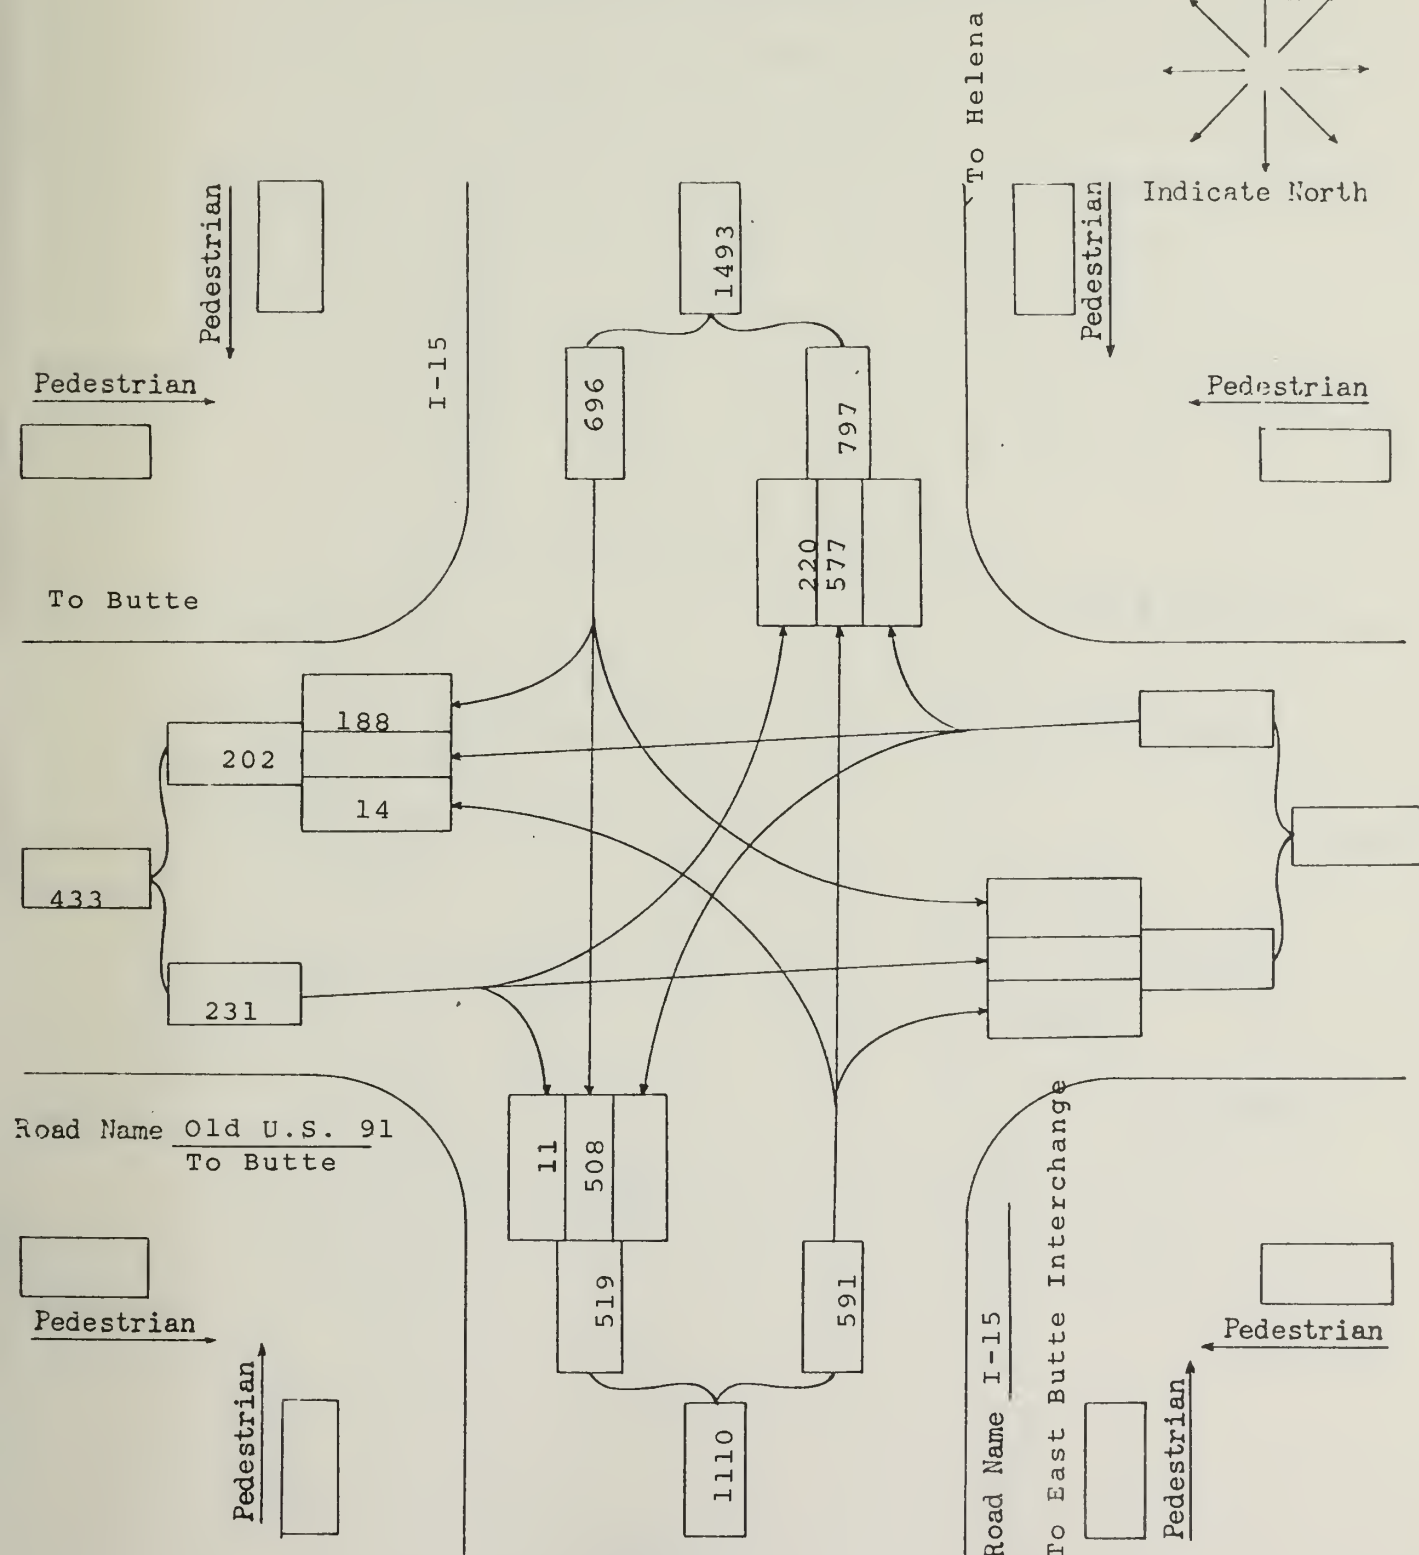 To Helena
Indicate North
Pedestrian
Pedestrian
1493
I-15
Pedestrian
696
797
Pedestrian
220
577
To Butte
188
202
14
433
231
Road Name Old U.S. 91
To Butte
11
508
519
591
Pedestrian
Pedestrian
Pedestrian
1110
Road Name I-15
To East Butte Interchange
Pedestrian